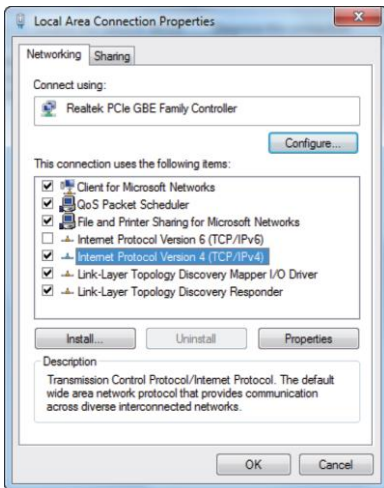 Local Area Connection Properties
Networking
Sharing
Connect using:
Realtek PCIe GBE Family Controller
Configure...
This connection uses the following items:
Client for Microsoft Networks
QoS Packet Scheduler
File and Printer Sharing for Microsoft Networks
Internet Protocol Version 6 (TCP/IPv6)
Internet Protocol Version 4 (TCP/IPv4)
Link-Layer Topology Discovery Mapper I/O Driver
Link-Layer Topology Discovery Responder
Install...
Uninstall
Properties
Description
Transmission Control Protocol/Internet Protocol. The default
wide area network protocol that provides communication
across diverse interconnected networks.
OK
Cancel